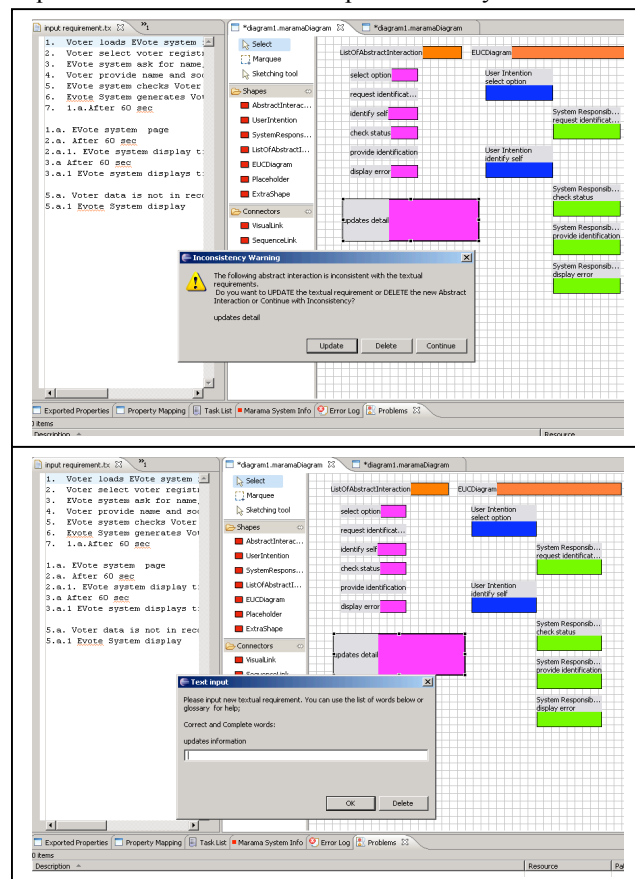 input requirement.tx
1
*diagram1.maramaDiagram
*diagram1.maramaDiagram
1. Voter loads EVote system
2. Voter select voter registr
3. EVote system ask for name,
4. Voter provide name and soc
5. EVote system checks Voter
6. Evote System generates Vot
7. 1.a.After 60 sec
1.a. EVote system page
2.a. After 60 sec
2.a.1. EVote system display t
3.a After 60 sec
3.a.1 EVote system displays t
5.a. Voter data is not in reco
5.a.1 Evote System display
Select
Marquee
Sketching tool
Shapes
AbstractInterac...
UserIntention
SystemRespons...
ListOfAbstractI...
EUCDiagram
Placeholder
ExtraShape
Connectors
VisualLink
SequenceLink
ListOfAbstractInteraction
EUCDiagram
select option
request identificat...
identify self
check status
provide identification
display error
updates detail
User Intention
select option
System Responsib...
request identificat...
User Intention
identify self
System Responsib...
check status
System Responsib...
provide identification
System Responsib...
display error
Inconsistency Warning
The following abstract interaction is inconsistent with the textual
requirements.
Do you want to UPDATE the textual requirement or DELETE the new Abstract
Interaction or Continue with Inconsistency?
updates detail
Update
Delete
Continue
Exported Properties
Property Mapping
Task List
Marama System Info
Error Log
Problems
0 items
Description
Resource
input requirement.tx
1
*diagram1.maramaDiagram
*diagram1.maramaDiagram
1. Voter loads EVote system
2. Voter select voter registr
3. EVote system ask for name,
4. Voter provide name and soc
5. EVote system checks Voter
6. Evote System generates Vot
7. 1.a.After 60 sec
1.a. EVote system page
2.a. After 60 sec
2.a.1. EVote system display t
3.a After 60 sec
3.a.1 EVote system displays t
5.a. Voter data is not in reco
5.a.1 Evote System display
Select
Marquee
Sketching tool
Shapes
AbstractInterac...
UserIntention
SystemRespons...
ListOfAbstractI...
EUCDiagram
Placeholder
ExtraShape
Connectors
VisualLink
SequenceLink
ListOfAbstractInteraction
EUCDiagram
select option
request identificat...
identify self
check status
provide identification
display error
updates detail
User Intention
select option
System Responsib...
request identificat...
User Intention
identify self
System Responsib...
check status
System Responsib...
provide identification
System Responsib...
display error
Text input
Please input new textual requirement. You can use the list of words below or
glossary for help;
Correct and Complete words:
updates information
OK
Delete
Exported Properties
Property Mapping
Task List
Marama System Info
Error Log
Problems
0 items
Description
Resource